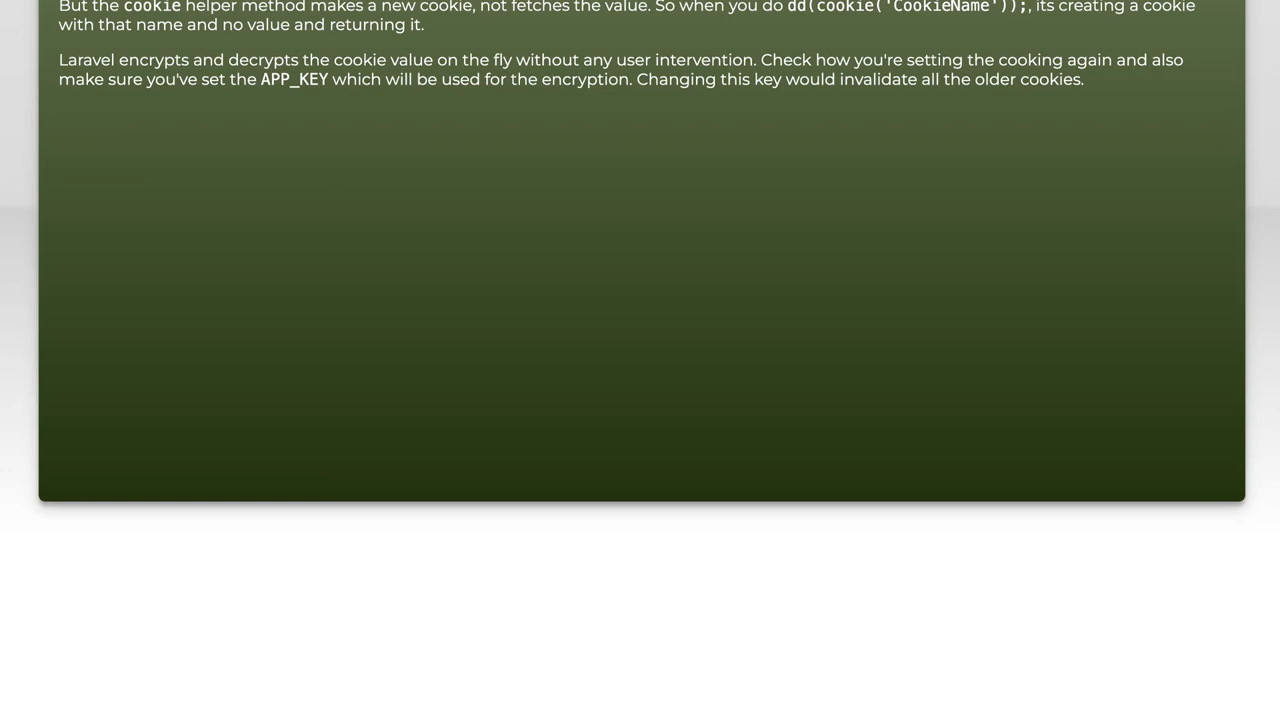 But the cookie helper method makes a new cookie, not fetches the value. So when you do dd(cookie('CookieName'));, its creating a cookie
with that name and no value and returning it.
Laravel encrypts and decrypts the cookie value on the fly without any user intervention. Check how you're setting the cooking again and also
make sure you've set the APP_KEY which will be used for the encryption. Changing this key would invalidate all the older cookies.